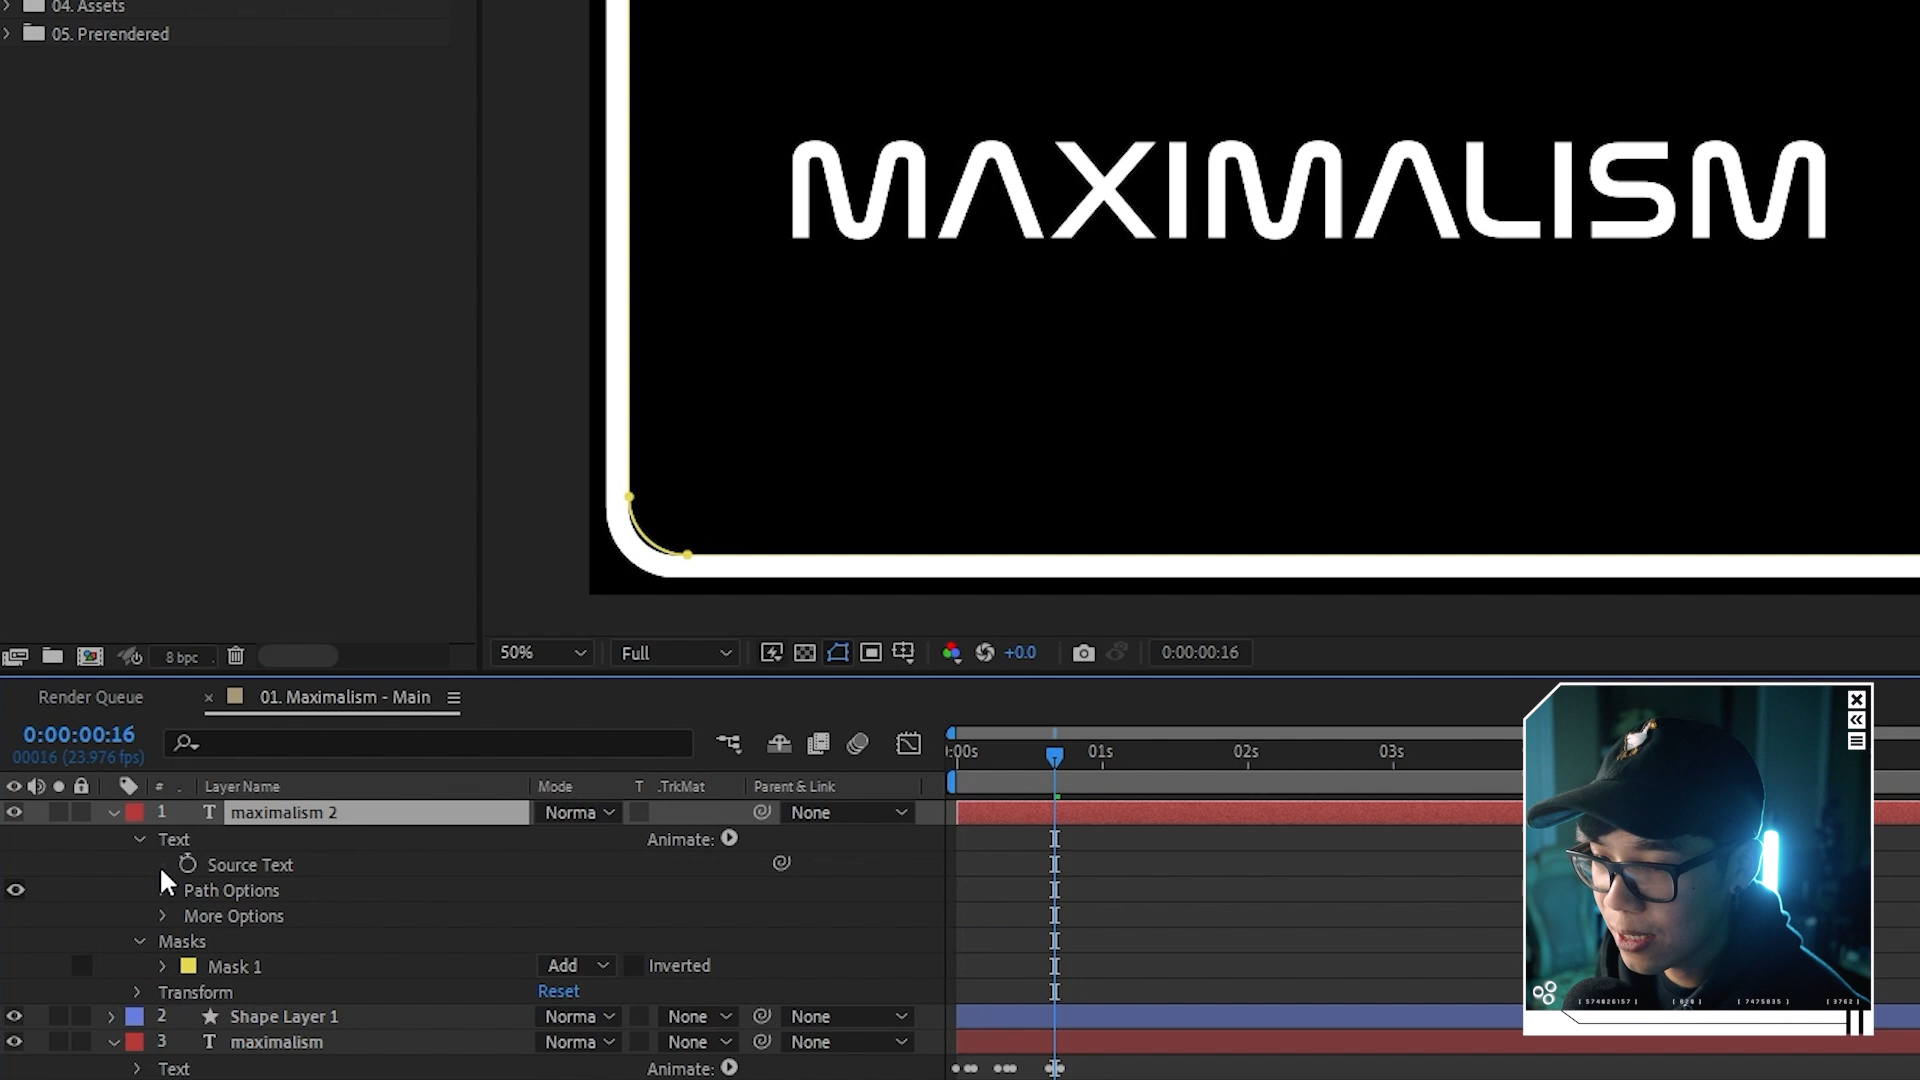 04. Assets
05. Prerendered
MAXIMALISM
8 bpc
50%
Full
+0.0
0:00:00:16
Render Queue
01. Maximalism - Main
0:00:00:16
00016 (23.976 fps)
:00s
01s
02s
03s
# . Layer Name Mode T .TrkMat Parent & Link
1 T maximalism 2 Norma None
Text Animate:
Source Text
Path Options
More Options
Masks
Mask 1 Add Inverted
Transform Reset
2 Shape Layer 1 Norma None None
3 T maximalism Norma None None
Text Animate: